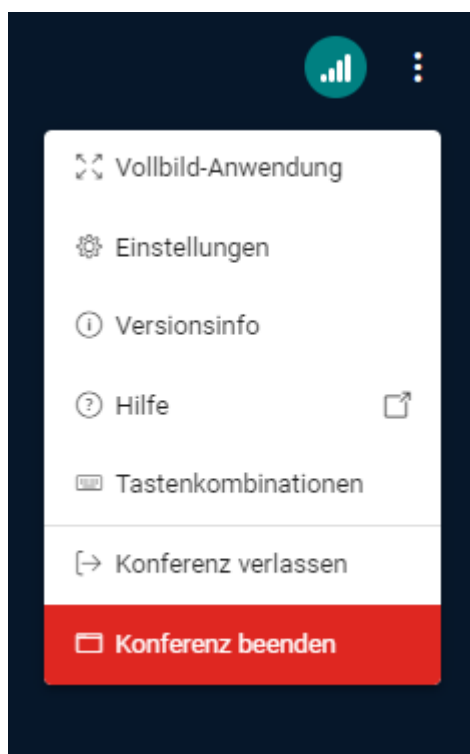 Vollbild-Anwendung
Einstellungen
Versionsinfo
Hilfe
Tastenkombinationen
Konferenz verlassen
Konferenz beenden